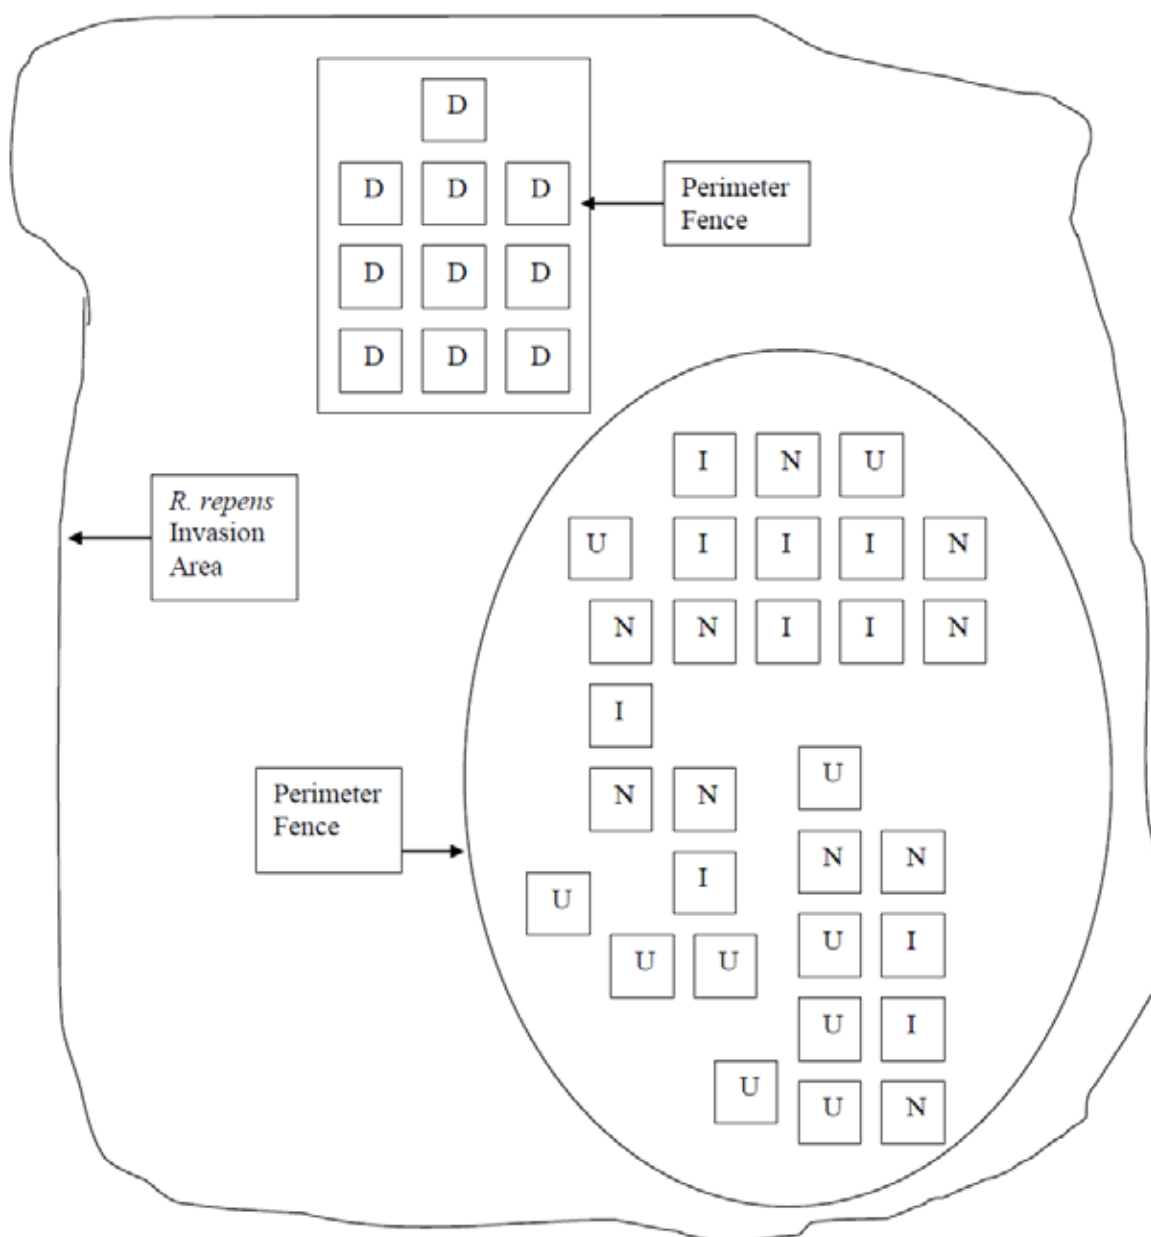 D
D D D
Perimeter
Fence
D D D
D D D
I N U
R. repens
Invasion
Area
U I I I N
N N I I N
I
U
Perimeter
Fence
N N
N N
I
U
U I
U U
U I
U
U N